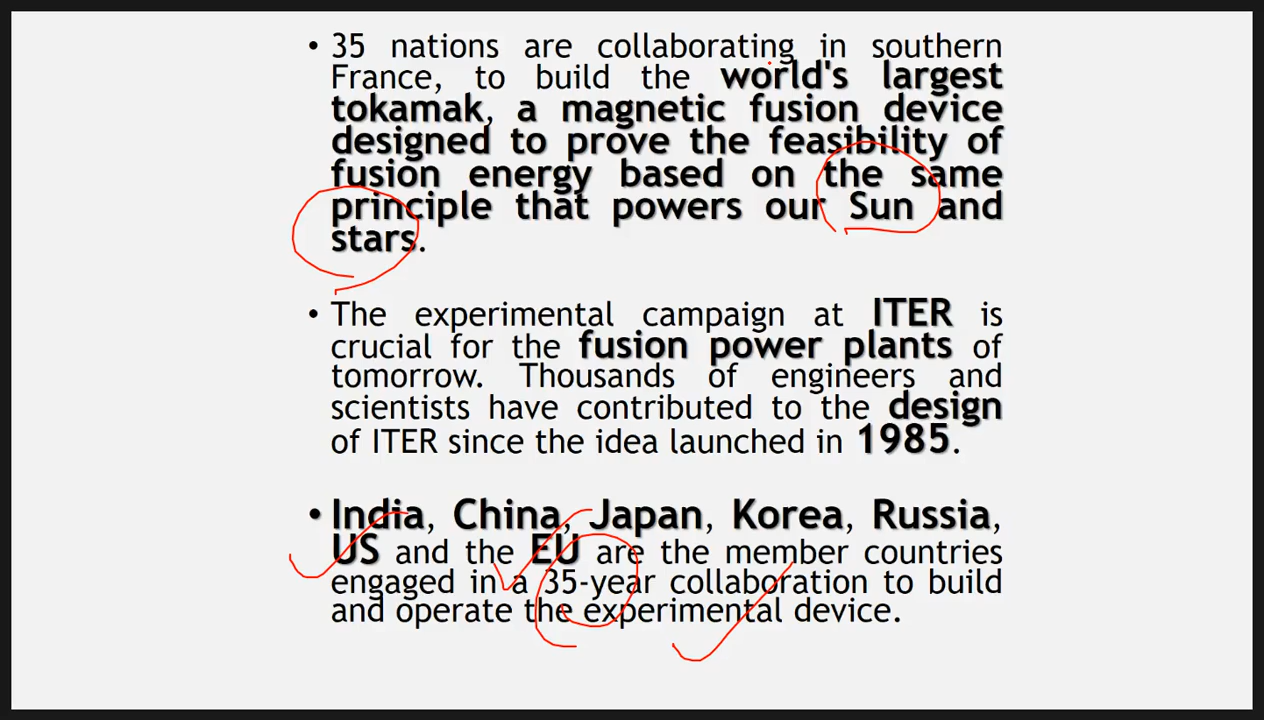 • 35 nations are collaborating in southern
France, to build the world's largest
tokamak, a magnetic fusion device
designed to prove the feasibility of
fusion energy based on the same
principle that powers our Sun and
stars.
• The experimental campaign at ITER is
crucial for the fusion power plants of
tomorrow. Thousands of engineers and
scientists have contributed to the design
of ITER since the idea launched in 1985.
• India, China, Japan, Korea, Russia,
US and the EU are the member countries
engaged in a 35-year collaboration to build
and operate the experimental device.